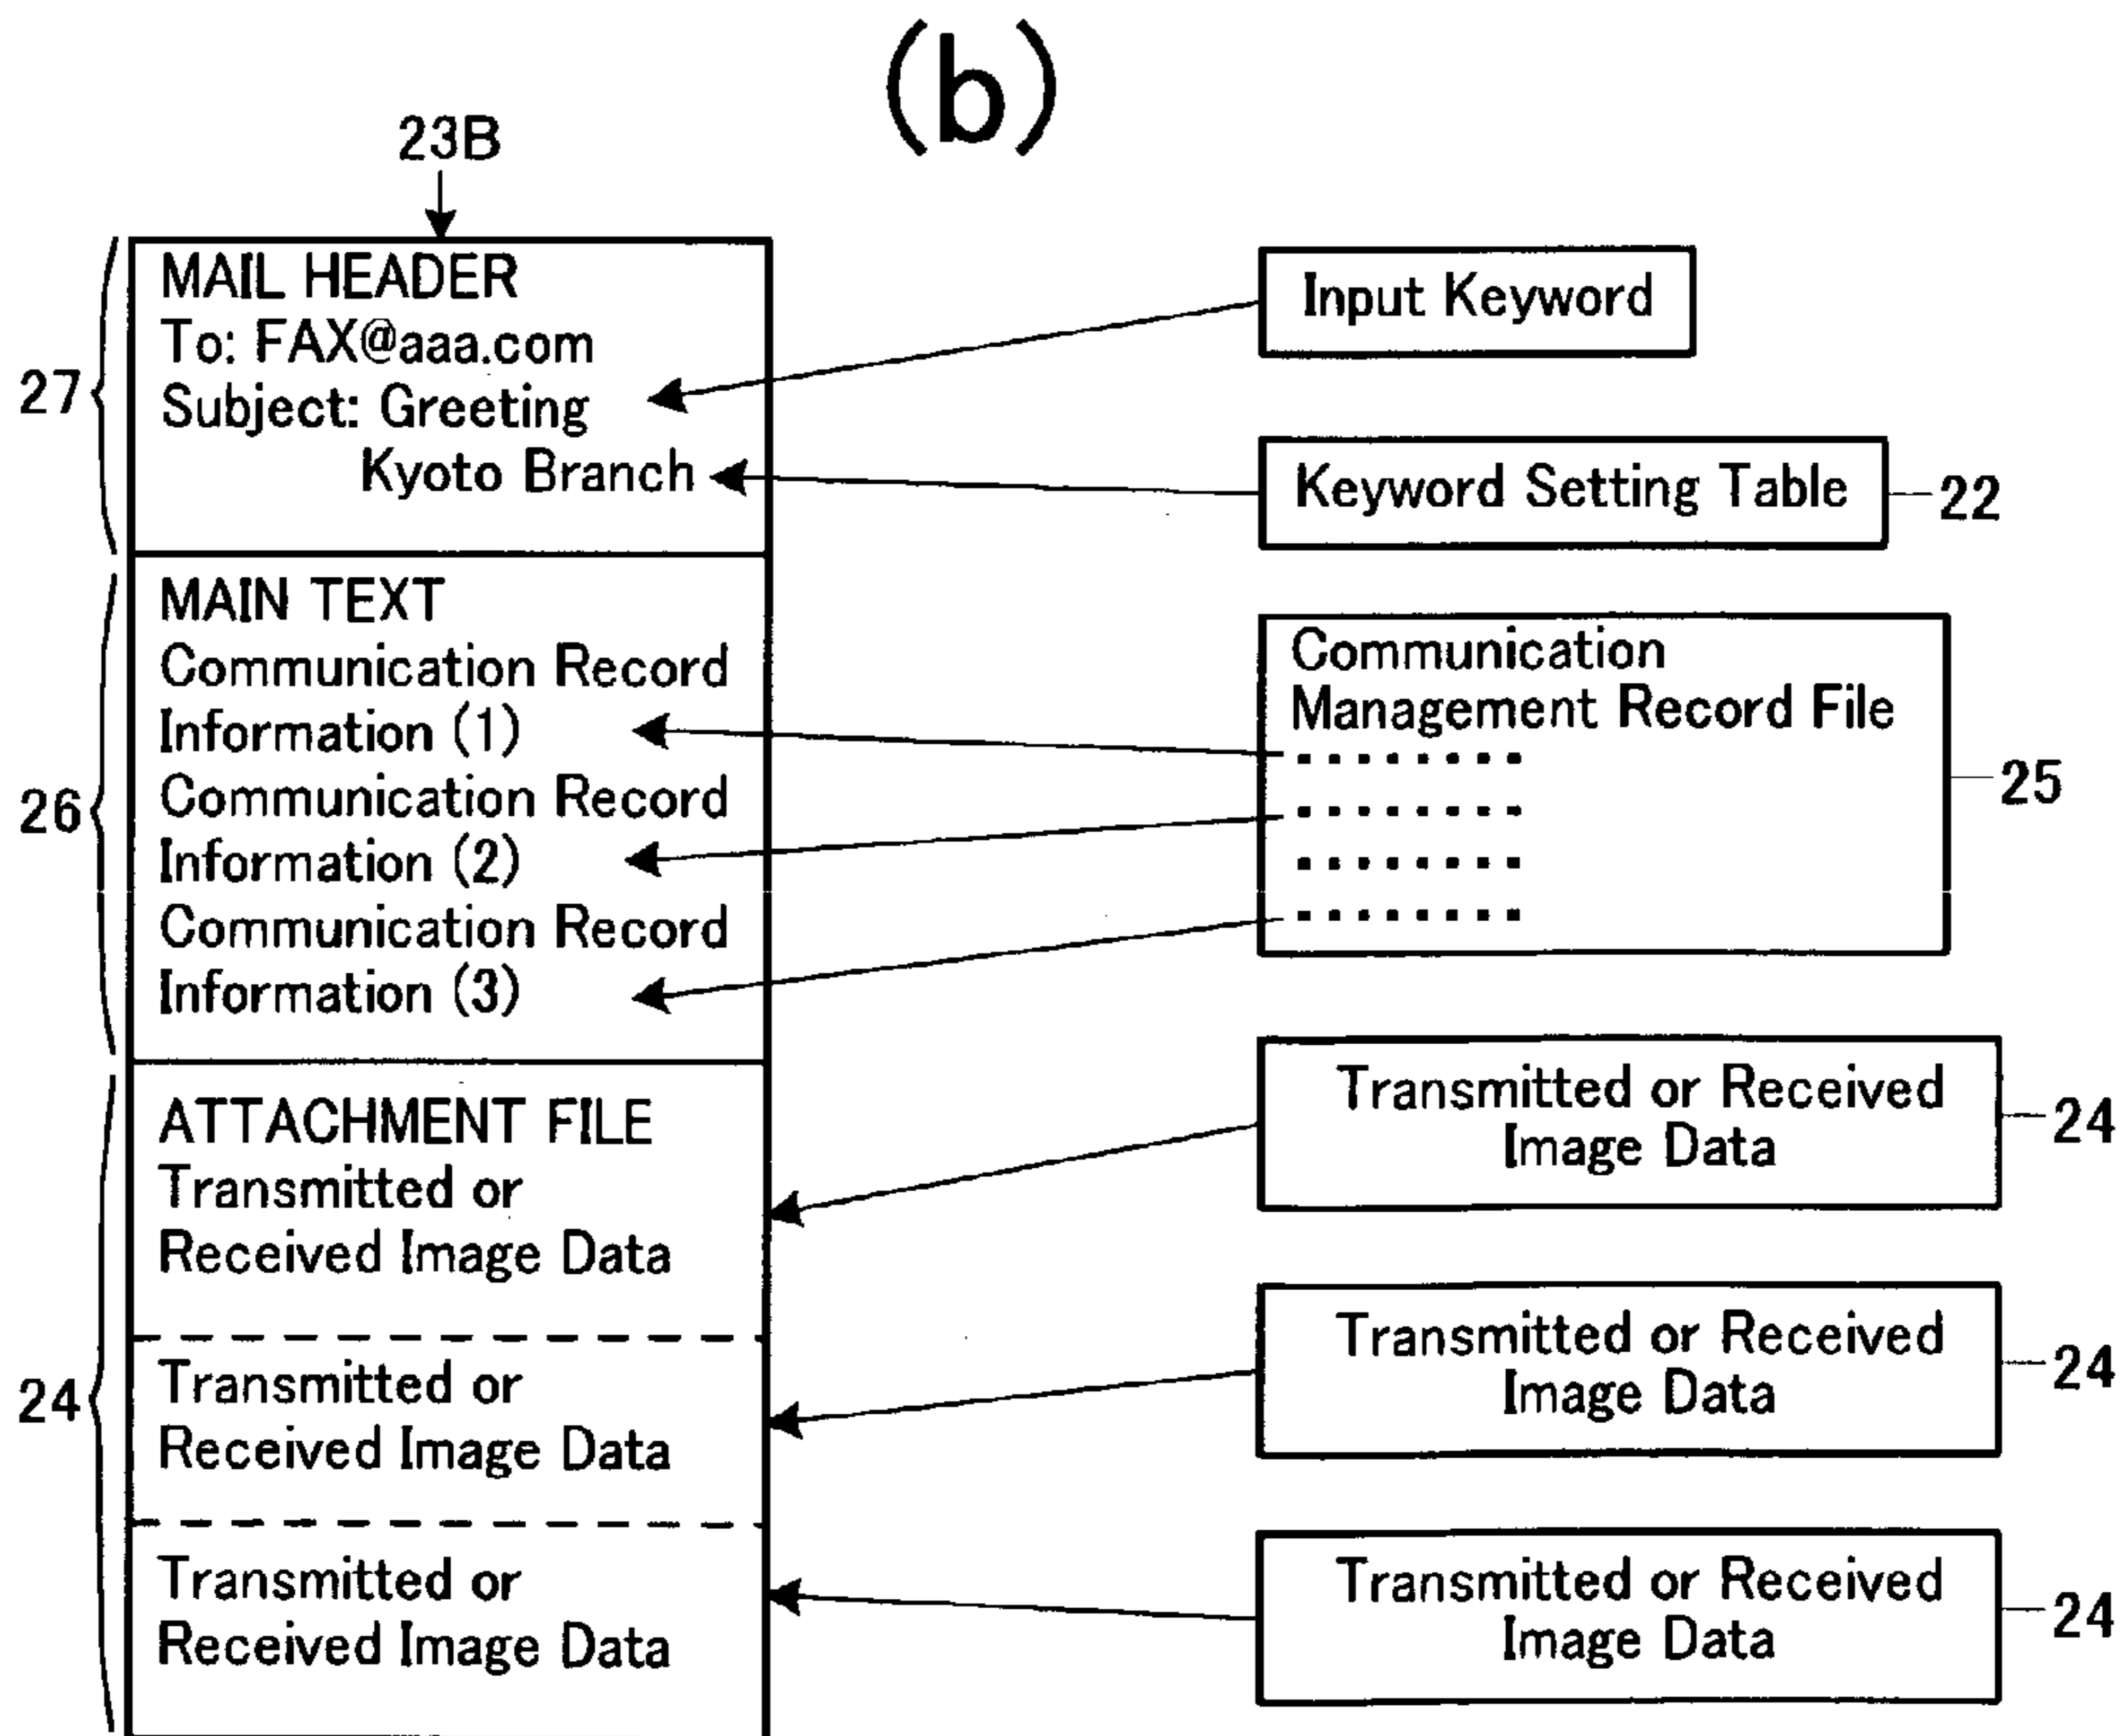 (b)
23B
27
MAIL HEADER
To: FAX@aaa.com
Subject: Greeting
Kyoto Branch
Input Keyword
Keyword Setting Table
22
26
MAIN TEXT
Communication Record
Information (1)
Communication Record
Information (2)
Communication Record
Information (3)
Communication
Management Record File
25
24
ATTACHMENT FILE
Transmitted or
Received Image Data
Transmitted or
Received Image Data
Transmitted or
Received Image Data
Transmitted or Received
Image Data
24
Transmitted or Received
Image Data
24
Transmitted or Received
Image Data
24